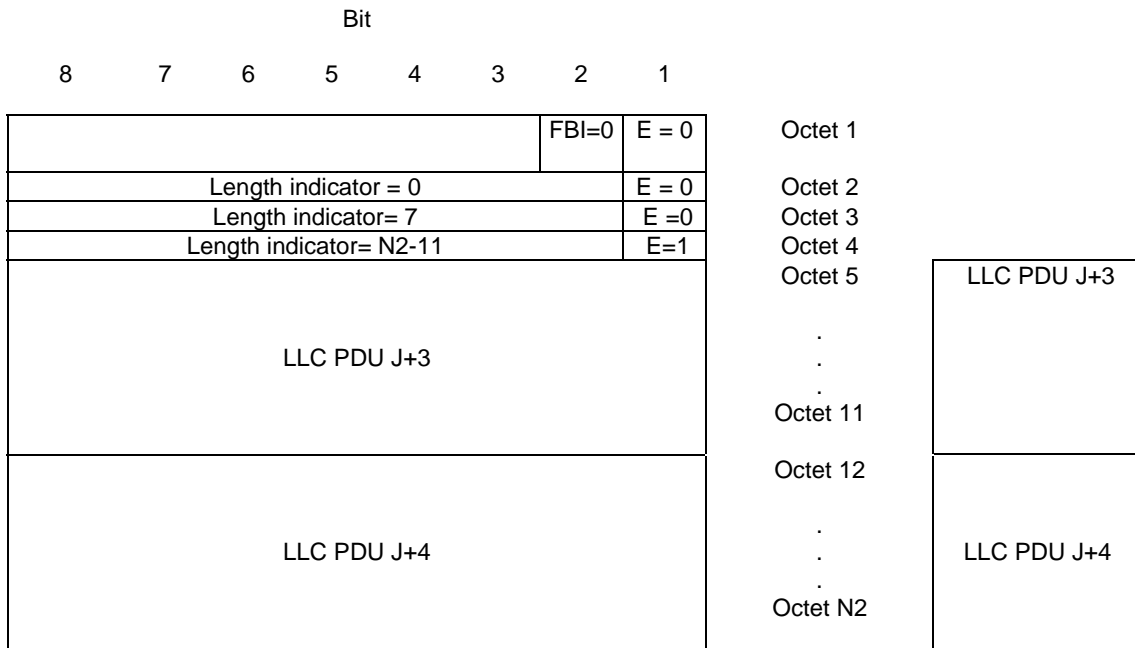 Bit
8 7 6 5 4 3 2 1
FBI=0 E = 0 Octet 1
Length indicator = 0 E = 0 Octet 2
Length indicator= 7 E =0 Octet 3
Length indicator= N2-11 E=1 Octet 4
Octet 5 LLC PDU J+3
.
LLC PDU J+3 .
.
Octet 11
Octet 12
.
LLC PDU J+4 . LLC PDU J+4
.
Octet N2